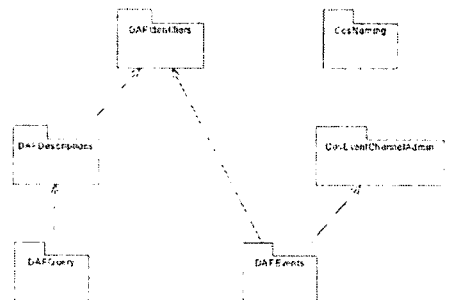 DAFIdentifiers
CosNaming
DAFDescriptions
CosEventChannelAdmin
DAFQuery
DAFEvents